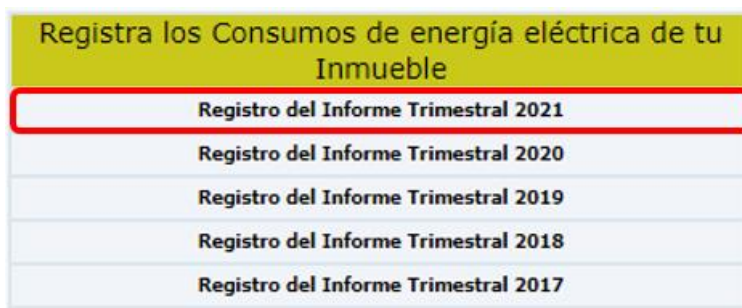 Registra los Consumos de energía eléctrica de tu
Inmueble
Registro del Informe Trimestral 2021
Registro del Informe Trimestral 2020
Registro del Informe Trimestral 2019
Registro del Informe Trimestral 2018
Registro del Informe Trimestral 2017